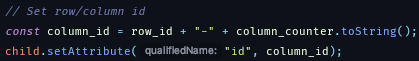 // Set row/column id
const column_id = row_id + "-" + column_counter.toString();
child.setAttribute( qualifiedName: "id", column_id);